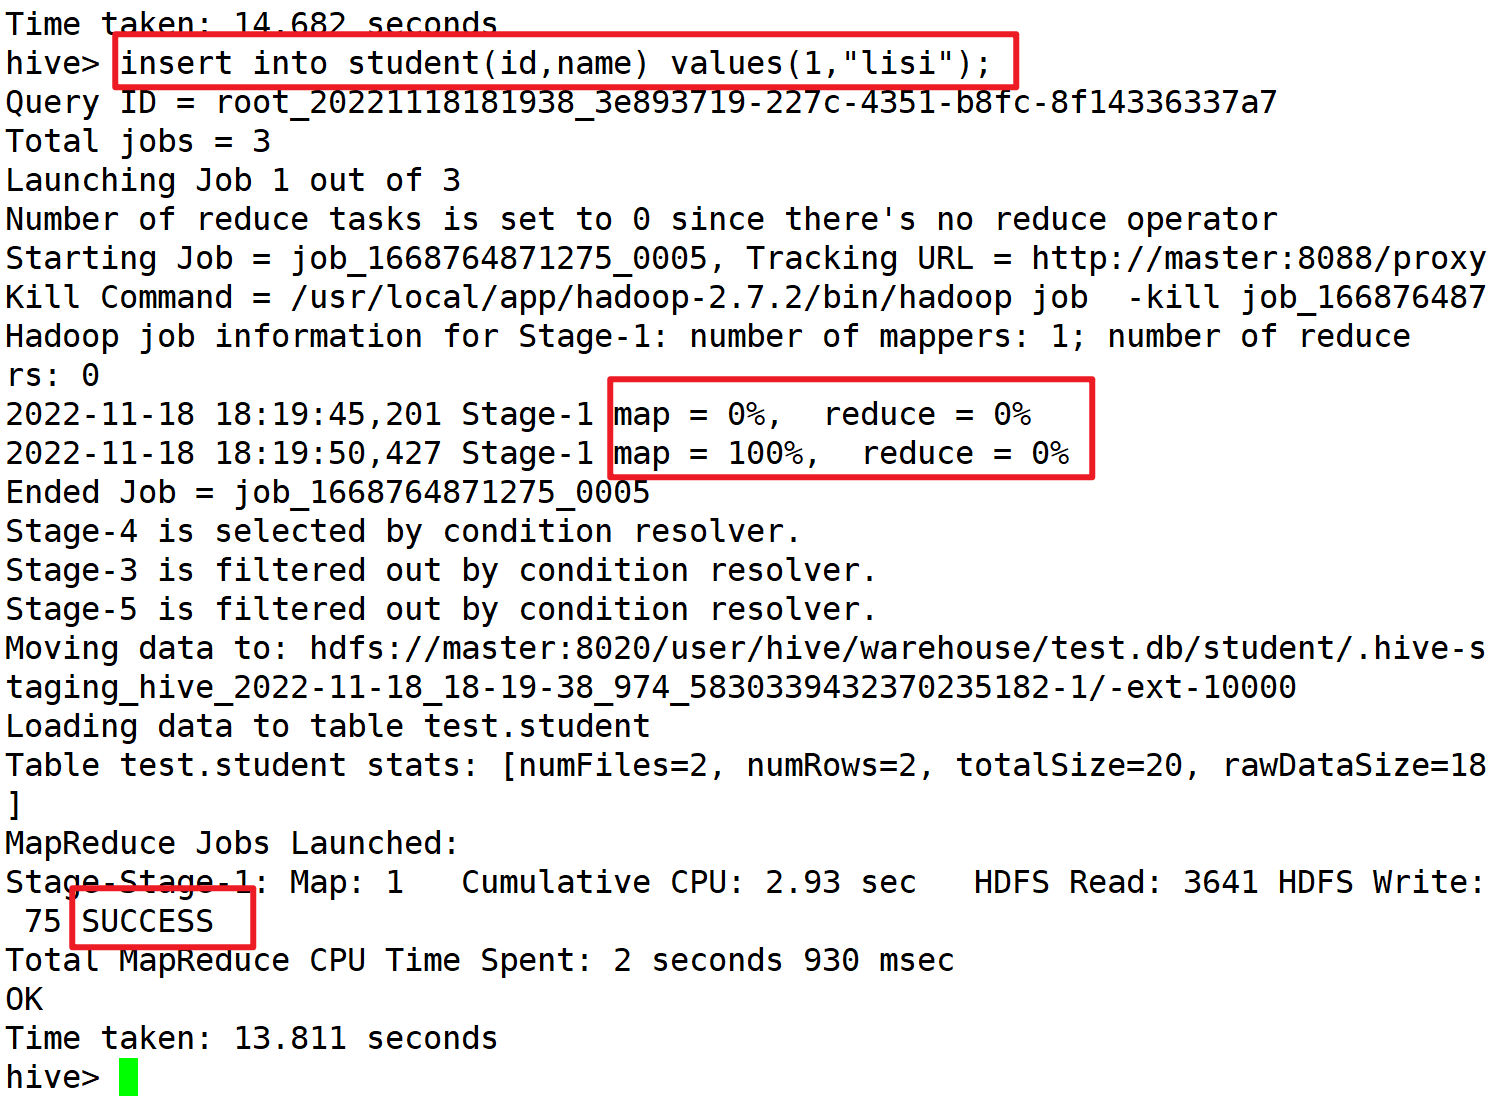 Time taken: 14.682 seconds
hive> insert into student(id,name) values(1,"lisi");
Query ID = root_20221118181938_3e893719-227c-4351-b8fc-8f14336337a7
Total jobs = 3
Launching Job 1 out of 3
Number of reduce tasks is set to 0 since there's no reduce operator
Starting Job = job_1668764871275_0005, Tracking URL = http://master:8088/proxy
Kill Command = /usr/local/app/hadoop-2.7.2/bin/hadoop job  -kill job_166876487
Hadoop job information for Stage-1: number of mappers: 1; number of reduce
rs: 0
2022-11-18 18:19:45,201 Stage-1 map = 0%,  reduce = 0%
2022-11-18 18:19:50,427 Stage-1 map = 100%,  reduce = 0%
Ended Job = job_1668764871275_0005
Stage-4 is selected by condition resolver.
Stage-3 is filtered out by condition resolver.
Stage-5 is filtered out by condition resolver.
Moving data to: hdfs://master:8020/user/hive/warehouse/test.db/student/.hive-s
taging_hive_2022-11-18_18-19-38_974_5830339432370235182-1/-ext-10000
Loading data to table test.student
Table test.student stats: [numFiles=2, numRows=2, totalSize=20, rawDataSize=18
]
MapReduce Jobs Launched:
Stage-Stage-1: Map: 1   Cumulative CPU: 2.93 sec   HDFS Read: 3641 HDFS Write:
 75 SUCCESS
Total MapReduce CPU Time Spent: 2 seconds 930 msec
OK
Time taken: 13.811 seconds
hive>